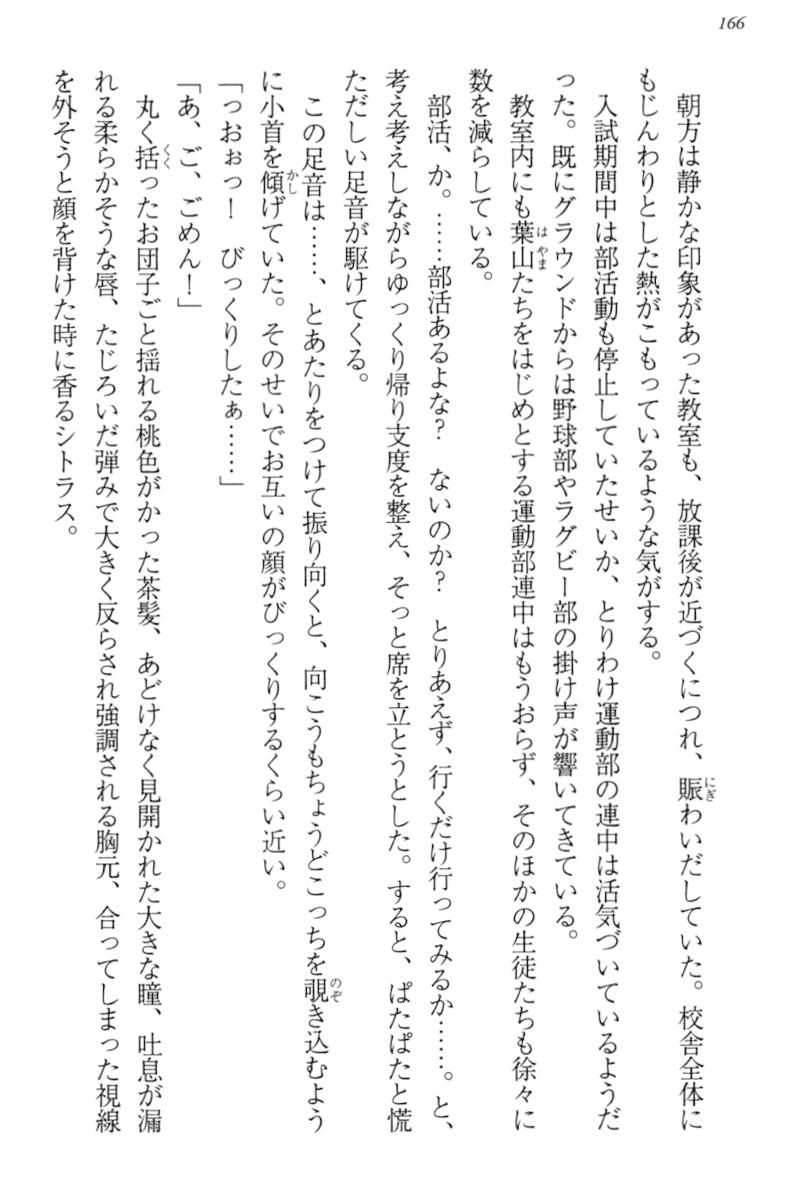 166
朝方は静かな印象があった教室も、放課後が近づくにつれ、賑わいだしていた。校舎全体に
もじんわりとした熱がこもっているような気がする。
入試期間中は部活動も停止していたせいか、とりわけ運動部の連中は活気づいているようだ
った。既にグラウンドからは野球部やラグビー部の掛け声が響いてきている。
教室内にも葉山たちをはじめとする運動部連中はもうおらず、そのほかの生徒たちも徐々に
数を減らしている。
部活、か。……部活あるよな?　ないのか?　とりあえず、行くだけ行ってみるか……。と、
考え考えしながらゆっくり帰り支度を整え、そっと席を立とうとした。すると、ぱたぱたと慌
ただしい足音が駆けてくる。
この足音は……、とあたりをつけて振り向くと、向こうもちょうどこっちを覗き込むよう
に小首を傾げていた。そのせいでお互いの顔がびっくりするくらい近い。
「っおぉっ!　びっくりしたぁ……」
「あ、ご、ごめん!」
丸く括ったお団子ごと揺れる桃色がかった茶髪、あどけなく見開かれた大きな瞳、吐息が漏
れる柔らかそうな唇、たじろいだ弾みで大きく反らされ強調される胸元、合ってしまった視線
を外そうと顔を背けた時に香るシトラス。